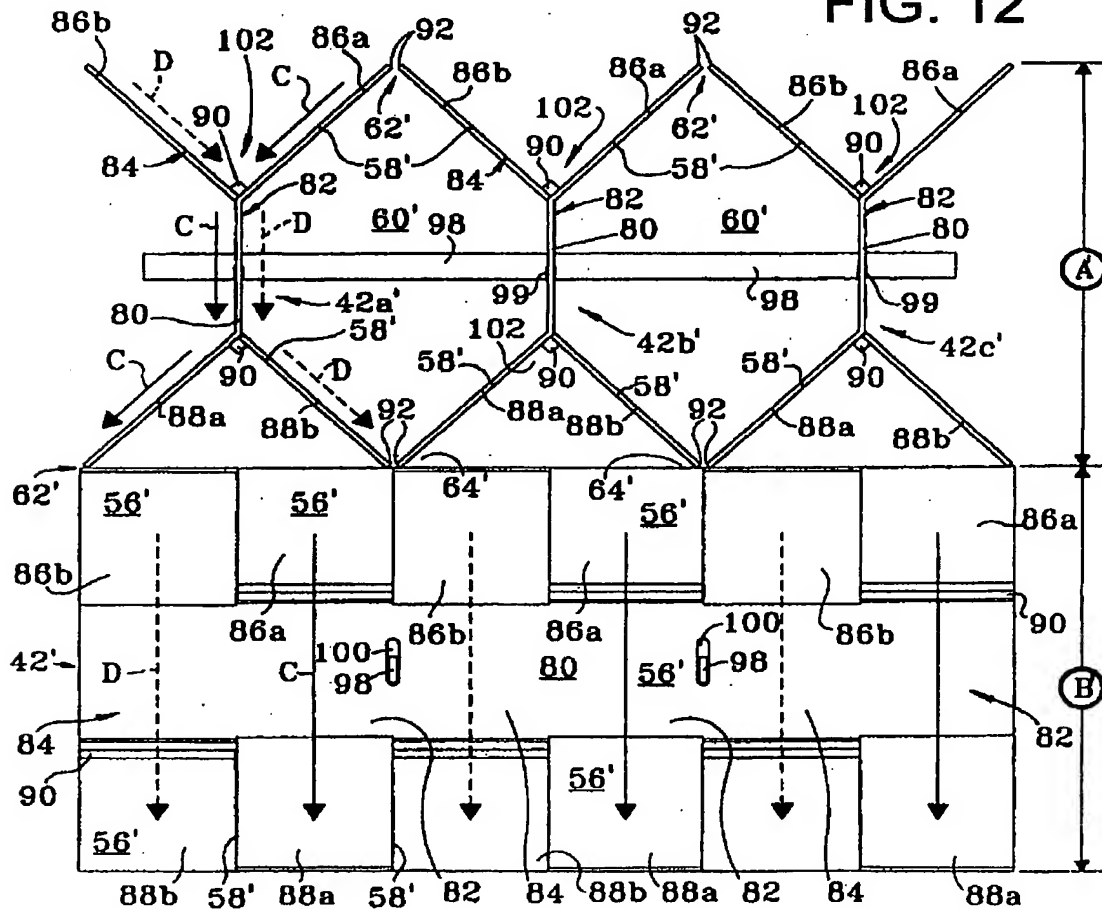 FIG. 12
86b D 102 86a 92 92
C 86b 86a 86b 86a
90 62' 102 62' 102
84 58' 84 90 58' 90
82 82 82
C D 60' 98 60' 80 80
99 98 99 A'
80 42a' 42b' 42c'
58' 102 58'
C 90 D 58' 90 58' 90
88a 88b 92 88a 88b 92 88a 88b
62' 64' 64'
56' 56' 56' 86a
86b 86a 86b 86a 86b 90
42' D C 100 80 56' 100 B'
98 98
84 82
90 56'
56'
88b 58' 88a 58' 82 84 88b 88a 82 84 88a